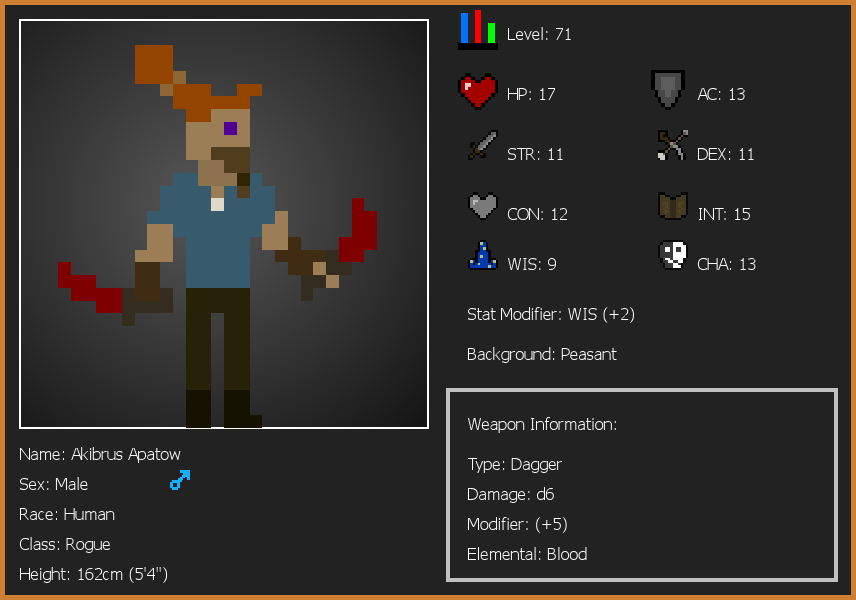 Level: 71
HP: 17
AC: 13
STR: 11
DEX: 11
CON: 12
INT: 15
WIS: 9
CHA: 13
Stat Modifier: WIS (+2)
Background: Peasant
Weapon Information:
Type: Dagger
Damage: d6
Modifier: (+5)
Elemental: Blood
Name: Akibrus Apatow
Sex: Male
Race: Human
Class: Rogue
Height: 162cm (5'4")